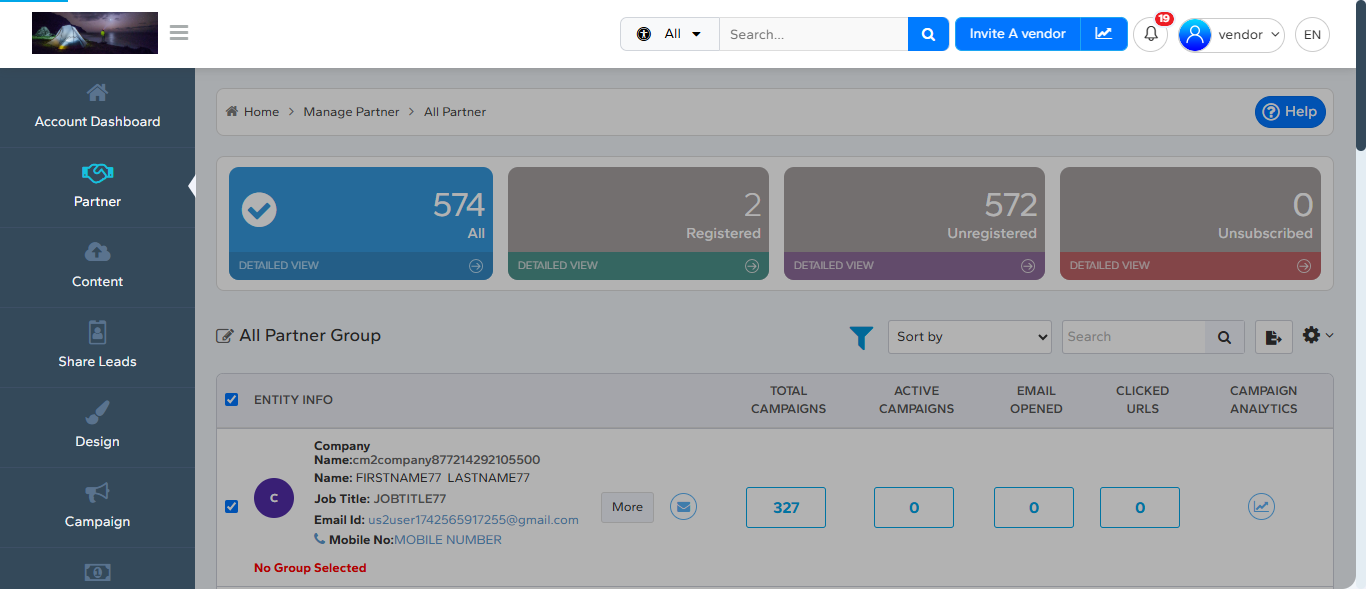 All
Search...
Invite A vendor
19
vendor
EN
Account Dashboard
Partner
Content
Share Leads
Design
Campaign
Home > Manage Partner > All Partner
Help
574
All
DETAILED VIEW
2
Registered
DETAILED VIEW
572
Unregistered
DETAILED VIEW
0
Unsubscribed
DETAILED VIEW
All Partner Group
Sort by
Search
ENTITY INFO
TOTAL
CAMPAIGNS
ACTIVE
CAMPAIGNS
EMAIL
OPENED
CLICKED
URLS
CAMPAIGN
ANALYTICS
C
Company
Name:cm2company877214292105500
Name: FIRSTNAME77 LASTNAME77
Job Title: JOBTITLE77
Email Id: us2user1742565917255@gmail.com
Mobile No:MOBILE NUMBER
More
327
0
0
0
No Group Selected